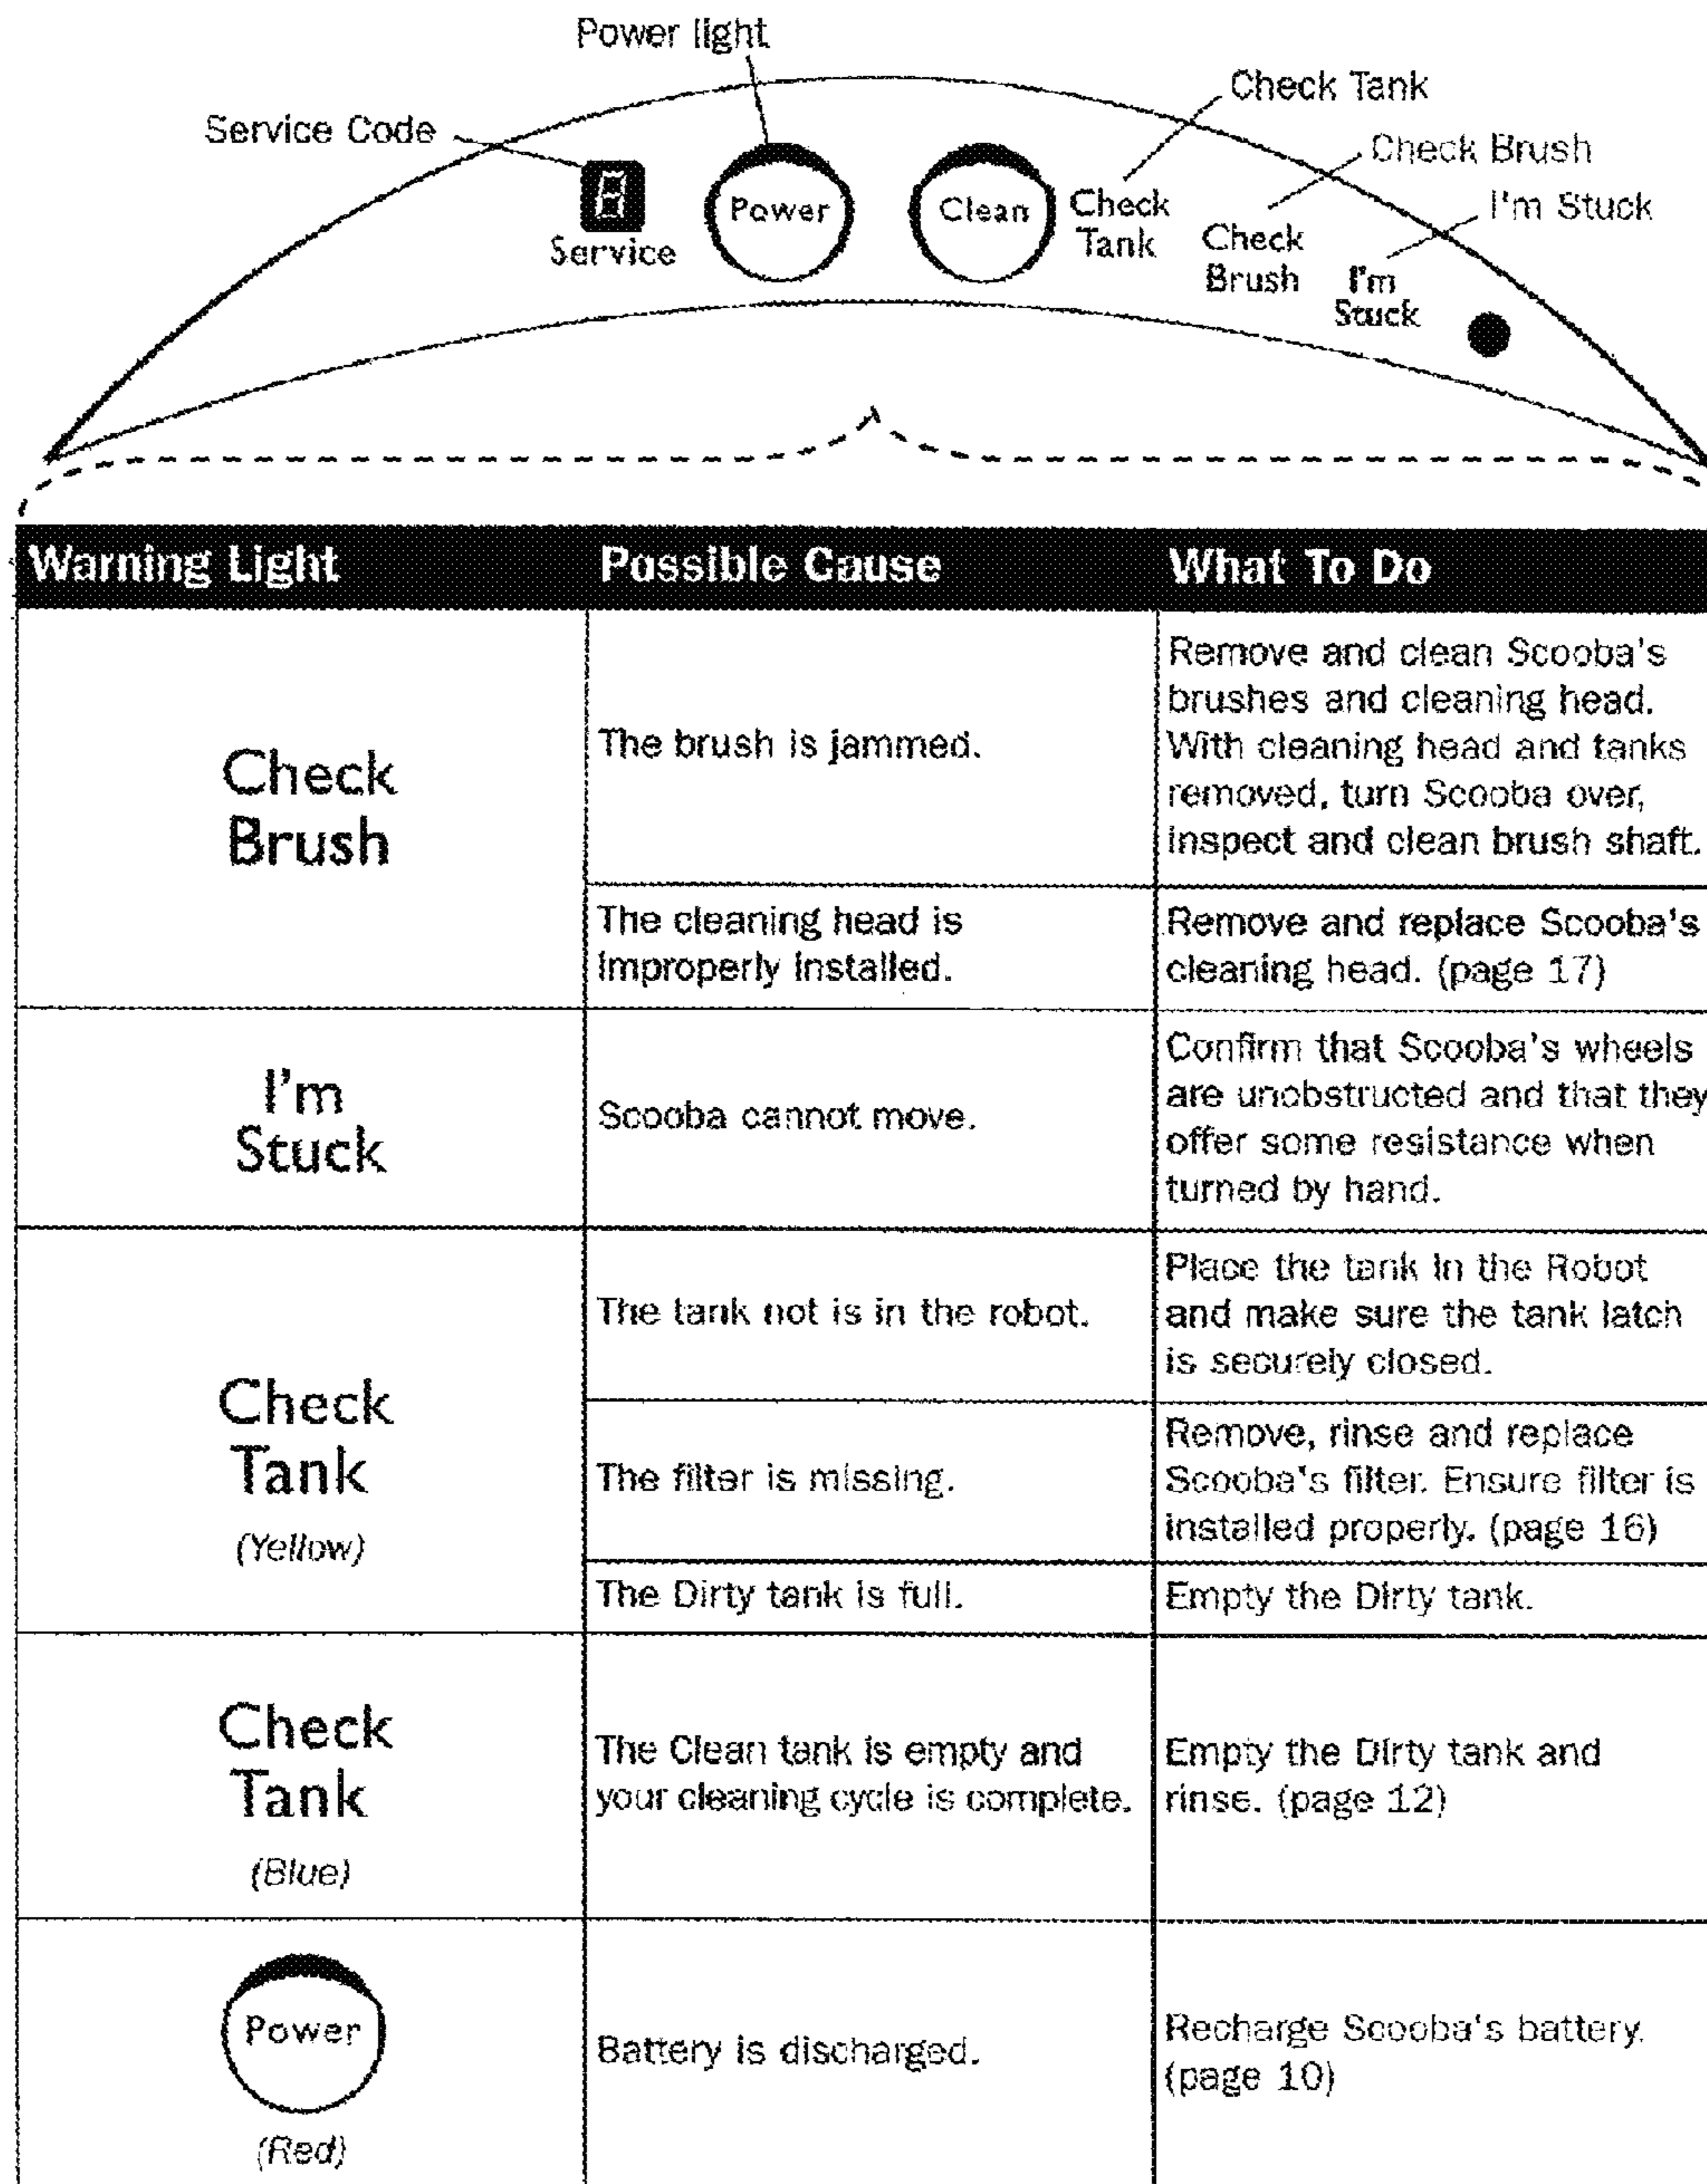 Power light
Service Code
Check Tank
Check Brush
I'm Stuck
8
Service
Power
Clean
Check
Tank
Check
Brush
I'm
Stuck
Warning Light
Possible Cause
What To Do
Check
Brush
The brush is jammed.
Remove and clean Scooba's
brushes and cleaning head.
With cleaning head and tanks
removed, turn Scooba over,
inspect and clean brush shaft.
The cleaning head is
improperly installed.
Remove and replace Scooba's
cleaning head. (page 17)
I'm
Stuck
Scooba cannot move.
Confirm that Scooba's wheels
are unobstructed and that they
offer some resistance when
turned by hand.
Check
Tank
(Yellow)
The tank not is in the robot.
Place the tank in the Robot
and make sure the tank latch
is securely closed.
The filter is missing.
Remove, rinse and replace
Scooba's filter. Ensure filter is
installed properly. (page 16)
The Dirty tank is full.
Empty the Dirty tank.
Check
Tank
(Blue)
The Clean tank is empty and
your cleaning cycle is complete.
Empty the Dirty tank and
rinse. (page 12)
Power
(Red)
Battery is discharged.
Recharge Scooba's battery.
(page 10)